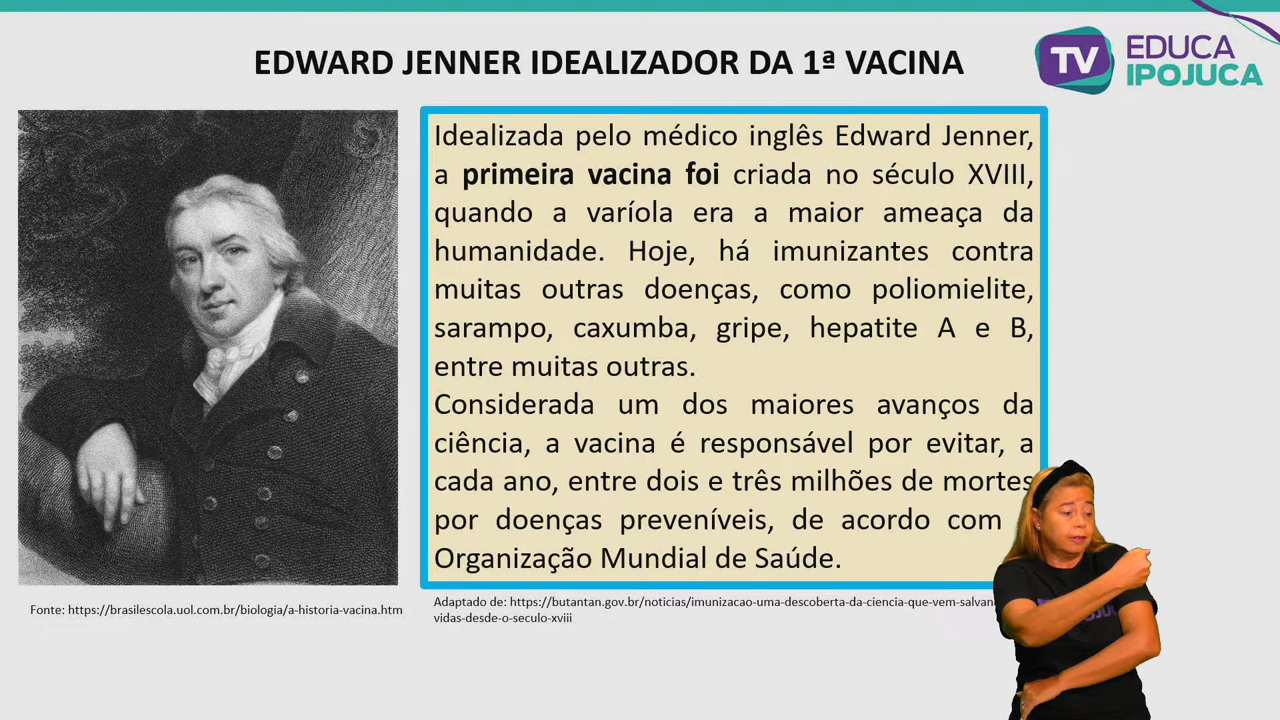 EDWARD JENNER IDEALIZADOR DA 1ª VACINA
TV EDUCA
IPOJUCA
Idealizada pelo médico inglês Edward Jenner,
a primeira vacina foi criada no século XVIII,
quando a varíola era a maior ameaça da
humanidade. Hoje, há imunizantes contra
muitas outras doenças, como poliomielite,
sarampo, caxumba, gripe, hepatite A e B,
entre muitas outras.
Considerada um dos maiores avanços da
ciência, a vacina é responsável por evitar, a
cada ano, entre dois e três milhões de mortes
por doenças preveníveis, de acordo com
Organização Mundial de Saúde.
Fonte: https://brasilescola.uol.com.br/biologia/a-historia-vacina.htm
Adaptado de: https://butantan.gov.br/noticias/imunizacao-uma-descoberta-da-ciencia-que-vem-salvan
vidas-desde-o-seculo-xviii